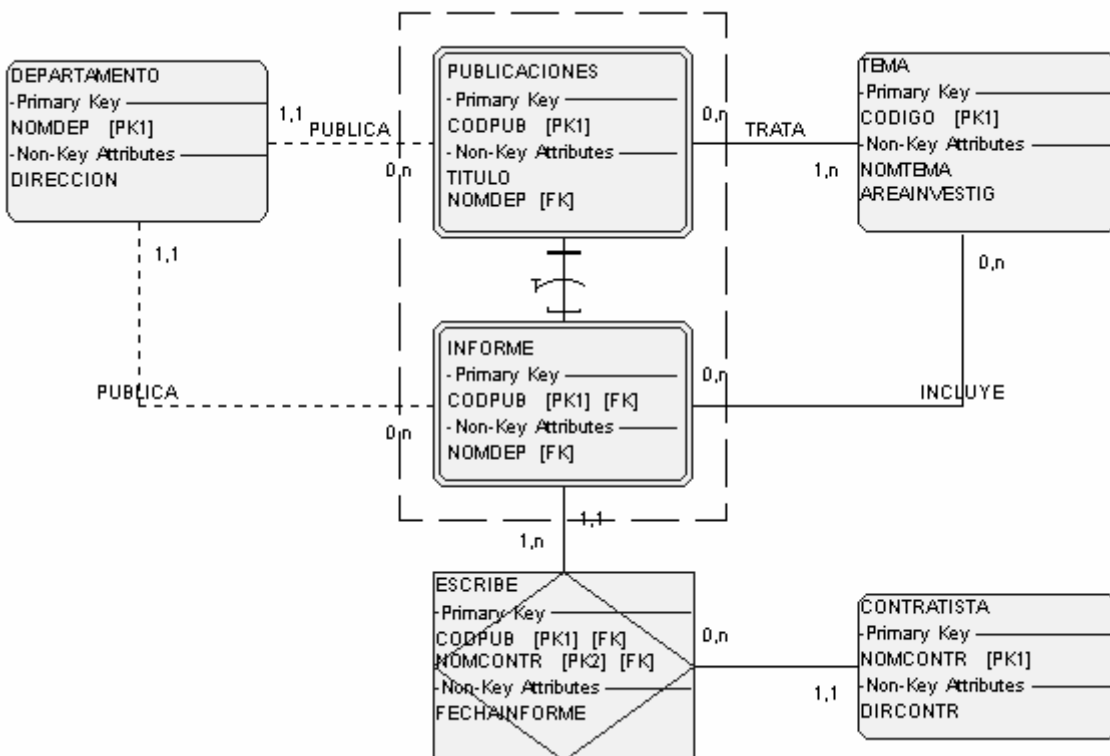 DEPARTAMENTO
-Primary Key
NOMDEP [PK1]
-Non-Key Attributes
DIRECCION
1,1
PUBLICA
0,n
PUBLICACIONES
-Primary Key
CODPUB [PK1]
-Non-Key Attributes
TITULO
NOMDEP [FK]
0,n
TRATA
1,n
TEMA
-Primary Key
CODIGO [PK1]
-Non-Key Attributes
NOMTEMA
AREAINVESTIG
1,1
PUBLICA
0,n
T
INFORME
-Primary Key
CODPUB [PK1] [FK]
-Non-Key Attributes
NOMDEP [FK]
0,n
INCLUYE
0,n
1,1
1,n
ESCRIBE
-Primary Key
CODPUB [PK1] [FK]
NOMCONTR [PK2] [FK]
-Non-Key Attributes
FECHAINFORME
0,n
1,1
CONTRATISTA
-Primary Key
NOMCONTR [PK1]
-Non-Key Attributes
DIRCONTR